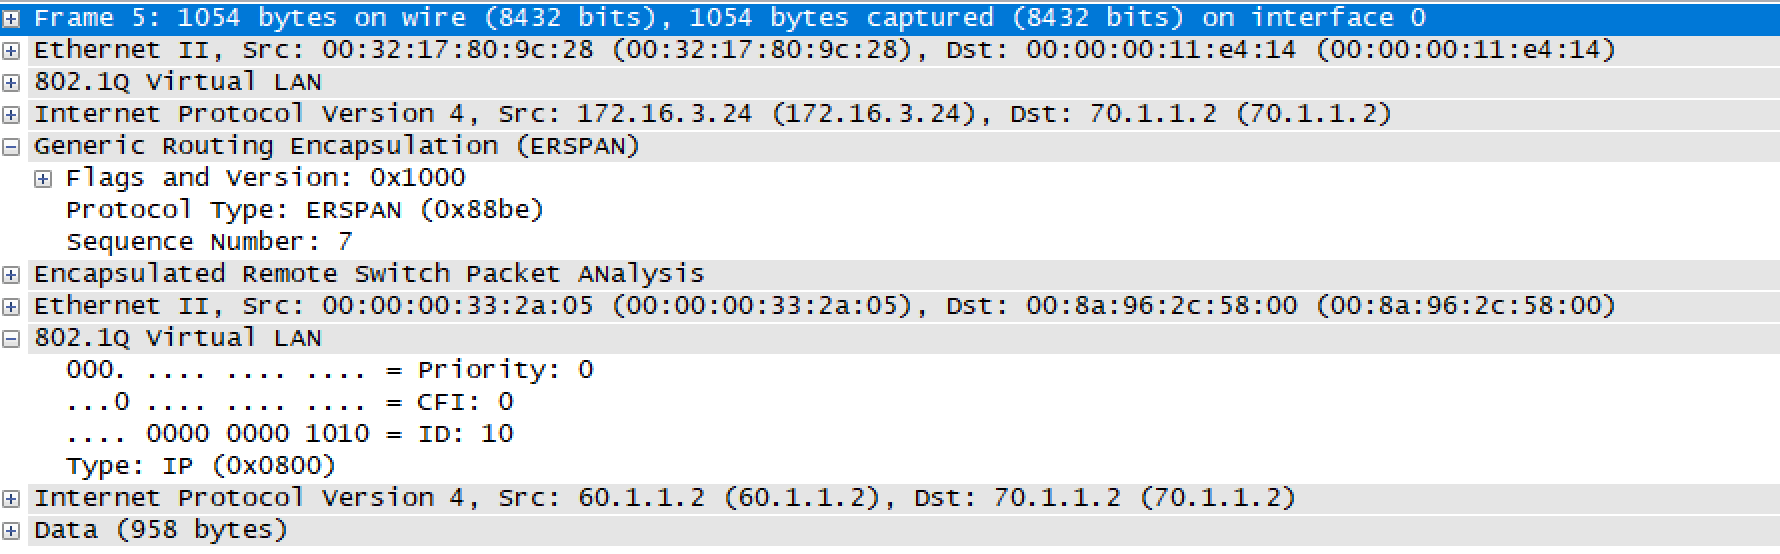 Frame 5: 1054 bytes on wire (8432 bits), 1054 bytes captured (8432 bits) on interface 0
Ethernet II, Src: 00:32:17:80:9c:28 (00:32:17:80:9c:28), Dst: 00:00:00:11:e4:14 (00:00:00:11:e4:14)
802.1Q Virtual LAN
Internet Protocol Version 4, Src: 172.16.3.24 (172.16.3.24), Dst: 70.1.1.2 (70.1.1.2)
Generic Routing Encapsulation (ERSPAN)
Flags and Version: 0x1000
Protocol Type: ERSPAN (0x88be)
Sequence Number: 7
Encapsulated Remote Switch Packet ANalysis
Ethernet II, Src: 00:00:00:33:2a:05 (00:00:00:33:2a:05), Dst: 00:8a:96:2c:58:00 (00:8a:96:2c:58:00)
802.1Q Virtual LAN
000. .... .... .... = Priority: 0
...0 .... .... .... = CFI: 0
.... 0000 0000 1010 = ID: 10
Type: IP (0x0800)
Internet Protocol Version 4, Src: 60.1.1.2 (60.1.1.2), Dst: 70.1.1.2 (70.1.1.2)
Data (958 bytes)